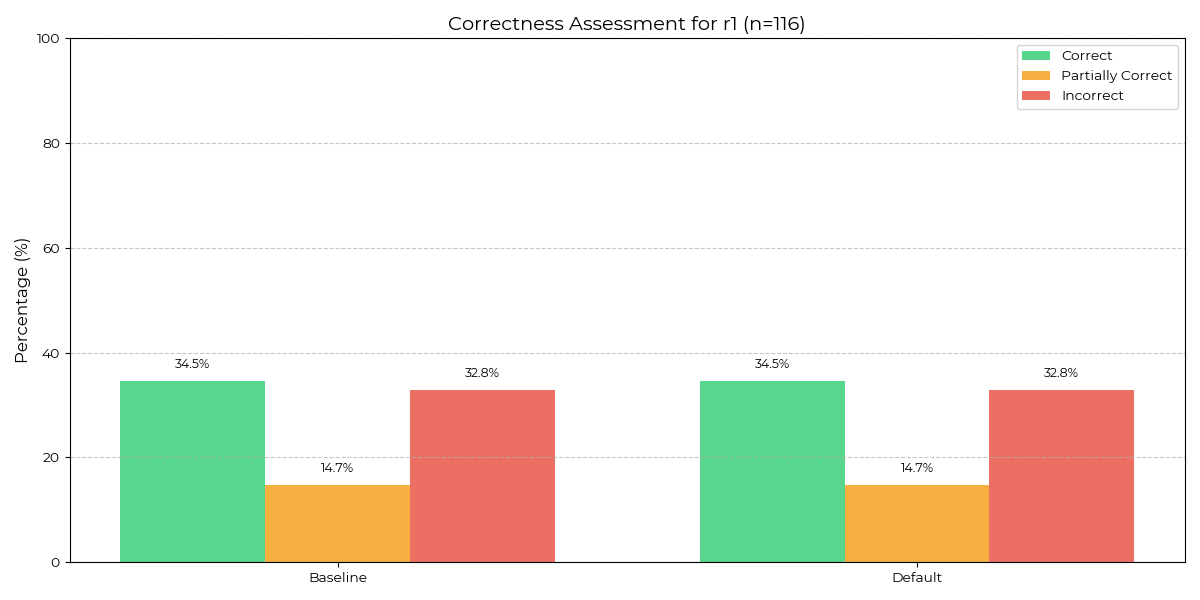 Correctness Assessment for r1 (n=116)
Percentage (%)
100
80
60
40
20
0
Correct
Partially Correct
Incorrect
34.5%
14.7%
32.8%
34.5%
14.7%
32.8%
Baseline
Default